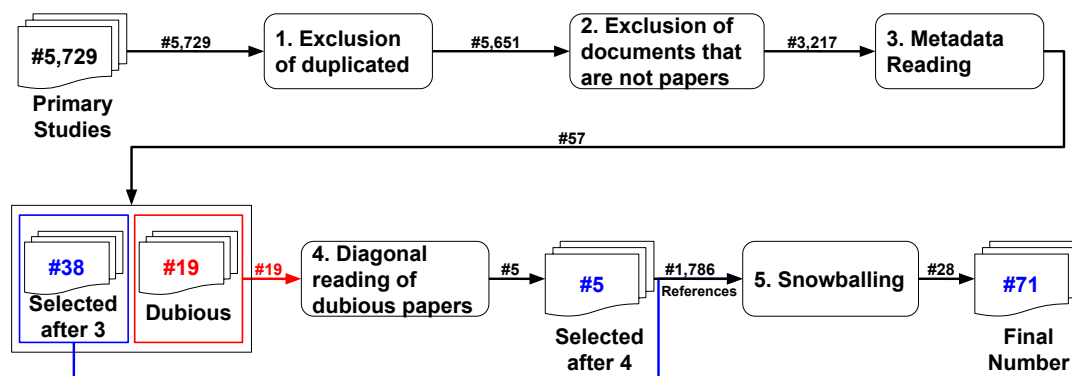 #5,729
Primary
Studies
#5,729
1. Exclusion
of duplicated
#5,651
2. Exclusion of
documents that
are not papers
#3,217
3. Metadata
Reading
#57
#38
Selected
after 3
#19
Dubious
#19
4. Diagonal
reading of
dubious papers
#5
#5
Selected
after 4
#1,786
References
5. Snowballing
#28
#71
Final
Number